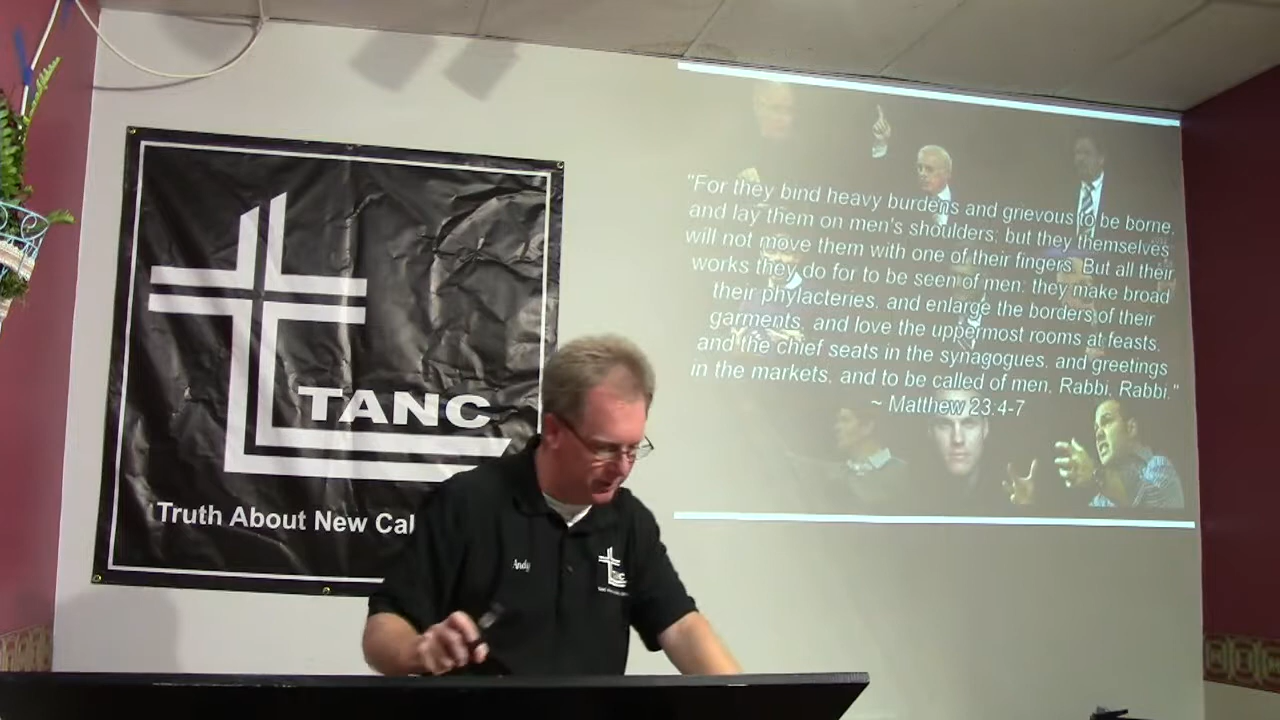 TANC
Truth About New Cal
Andy
"For they bind heavy burdens and grievous to be borne,
and lay them on men's shoulders; but they themselves
will not move them with one of their fingers. But all their
works they do for to be seen of men: they make broad
their phylacteries, and enlarge the borders of their
garments, and love the uppermost rooms at feasts,
and the chief seats in the synagogues, and greetings
in the markets, and to be called of men, Rabbi, Rabbi."
~ Matthew 23:4-7